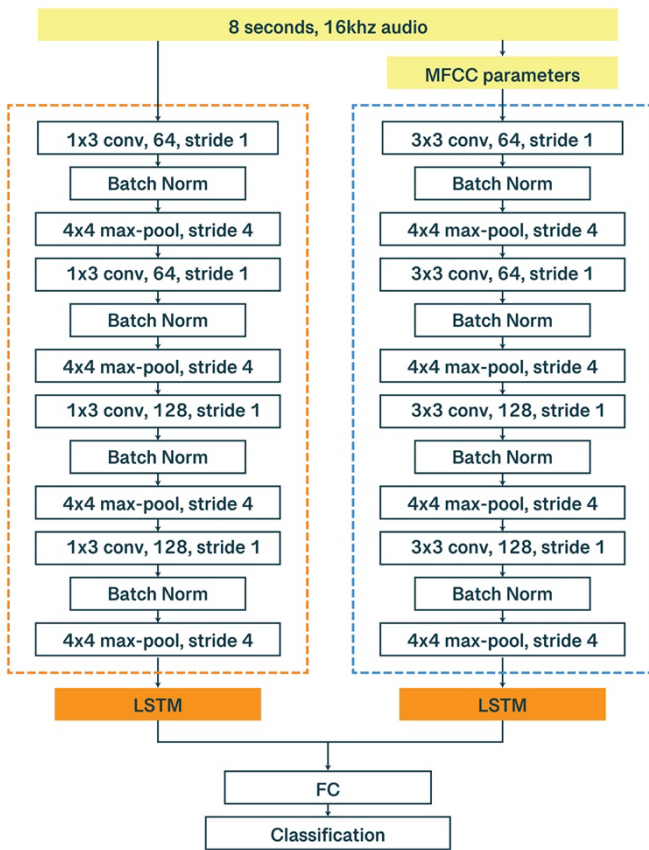 8 seconds, 16khz audio
MFCC parameters
1x3 conv, 64, stride 1
Batch Norm
4x4 max-pool, stride 4
1x3 conv, 64, stride 1
Batch Norm
4x4 max-pool, stride 4
1x3 conv, 128, stride 1
Batch Norm
4x4 max-pool, stride 4
1x3 conv, 128, stride 1
Batch Norm
4x4 max-pool, stride 4
LSTM
3x3 conv, 64, stride 1
Batch Norm
4x4 max-pool, stride 4
3x3 conv, 64, stride 1
Batch Norm
4x4 max-pool, stride 4
3x3 conv, 128, stride 1
Batch Norm
4x4 max-pool, stride 4
3x3 conv, 128, stride 1
Batch Norm
4x4 max-pool, stride 4
LSTM
FC
Classification